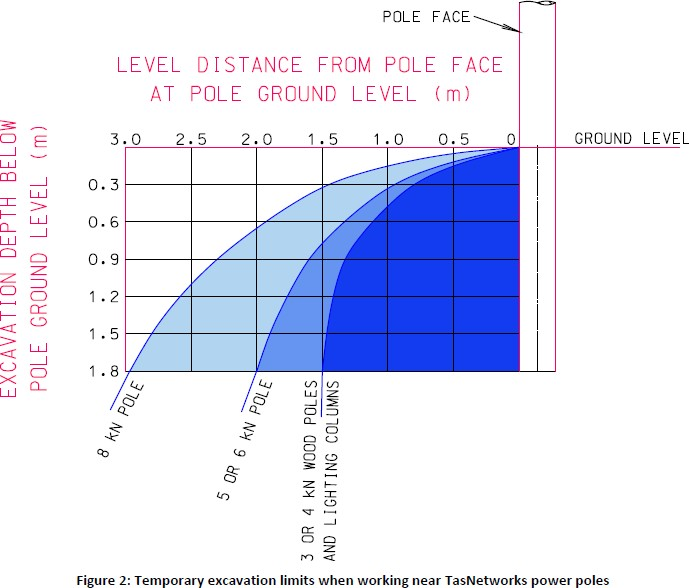 POLE FACE
LEVEL DISTANCE FROM POLE FACE
AT POLE GROUND LEVEL (m)
3.0 2.5 2.0 1.5 1.0 0.5 0 GROUND LEVEL
EXCAVATION DEPTH BELOW
POLE GROUND LEVEL (m)
0.3
0.6
0.9
1.2
1.5
1.8
8 kN POLE
5 OR 6 kN POLE
3 OR 4 kN WOOD POLES
AND LIGHTING COLUMNS
Figure 2: Temporary excavation limits when working near TasNetworks power poles